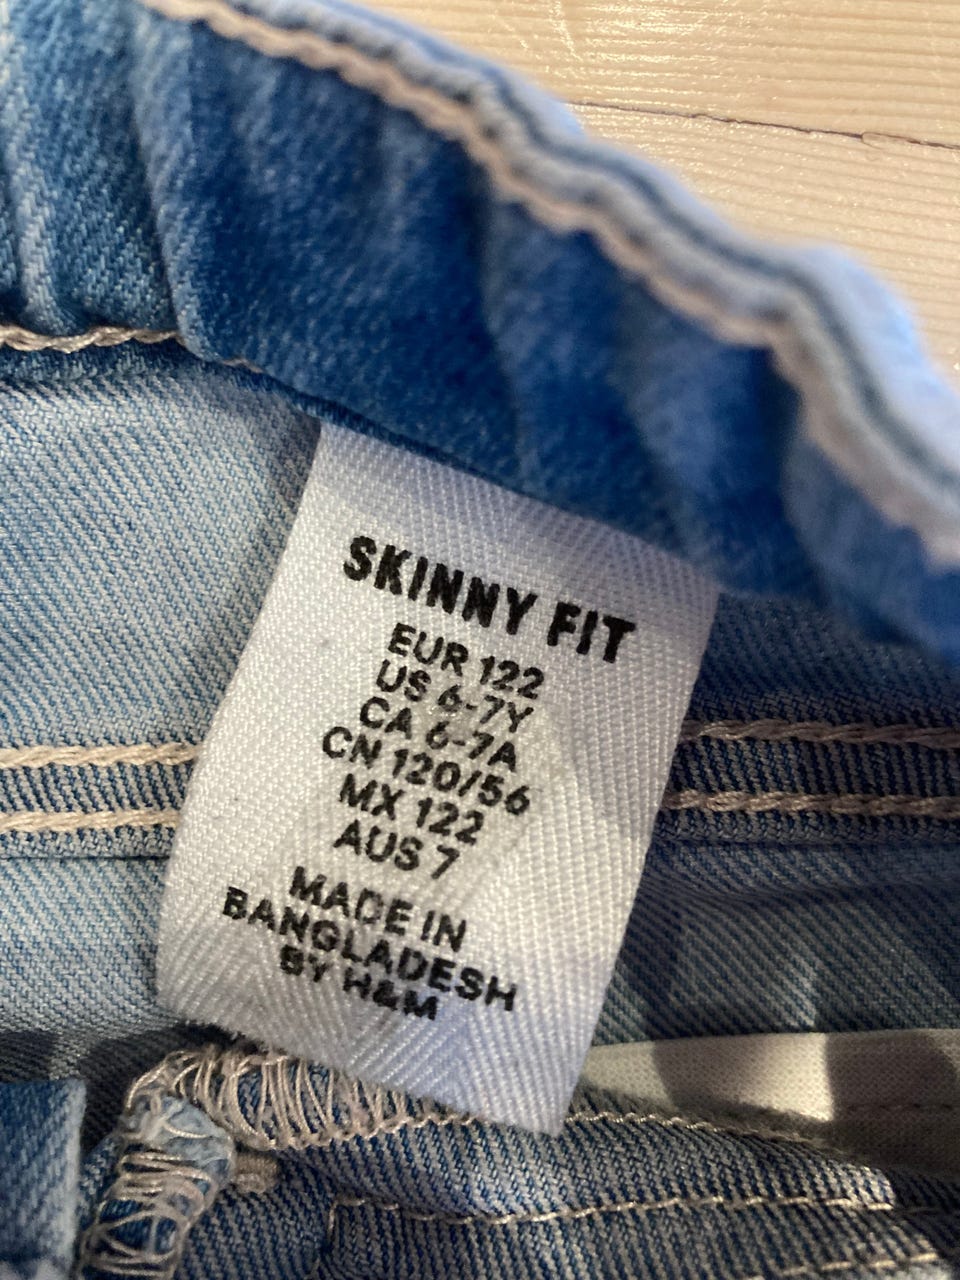 SKINNY FIT
EUR 122
US 6-7Y
CA 6-7A
CN 120/56
MX 122
AUS 7
MADE IN
BANGLADESH
BY H&M